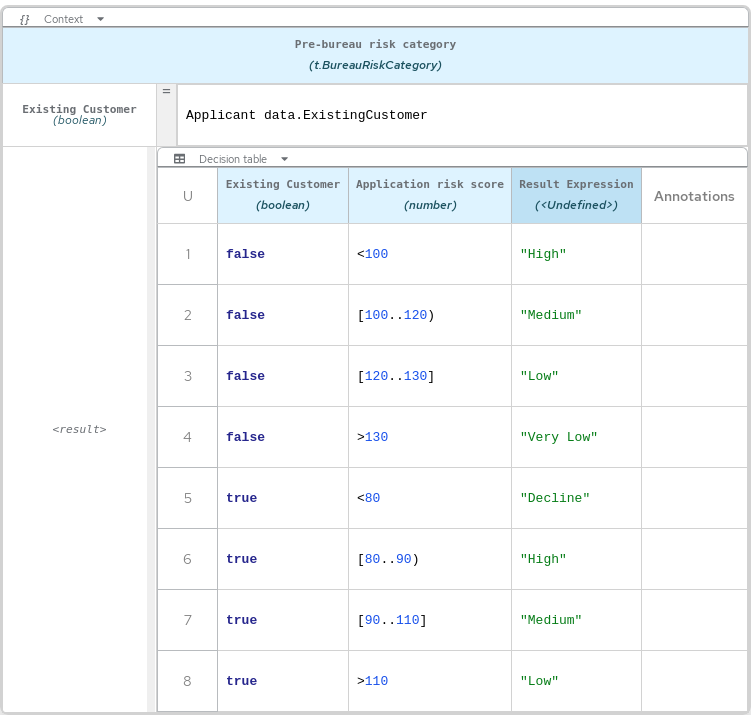 {} Context
Pre-bureau risk category
(t.BureauRiskCategory)
Existing Customer
(boolean)
=
Applicant data.ExistingCustomer
<result>
Decision table
U
Existing Customer
(boolean)
Application risk score
(number)
Result Expression
(<Undefined>)
Annotations
1 false <100 "High"
2 false [100..120) "Medium"
3 false [120..130] "Low"
4 false >130 "Very Low"
5 true <80 "Decline"
6 true [80..90) "High"
7 true [90..110] "Medium"
8 true >110 "Low"